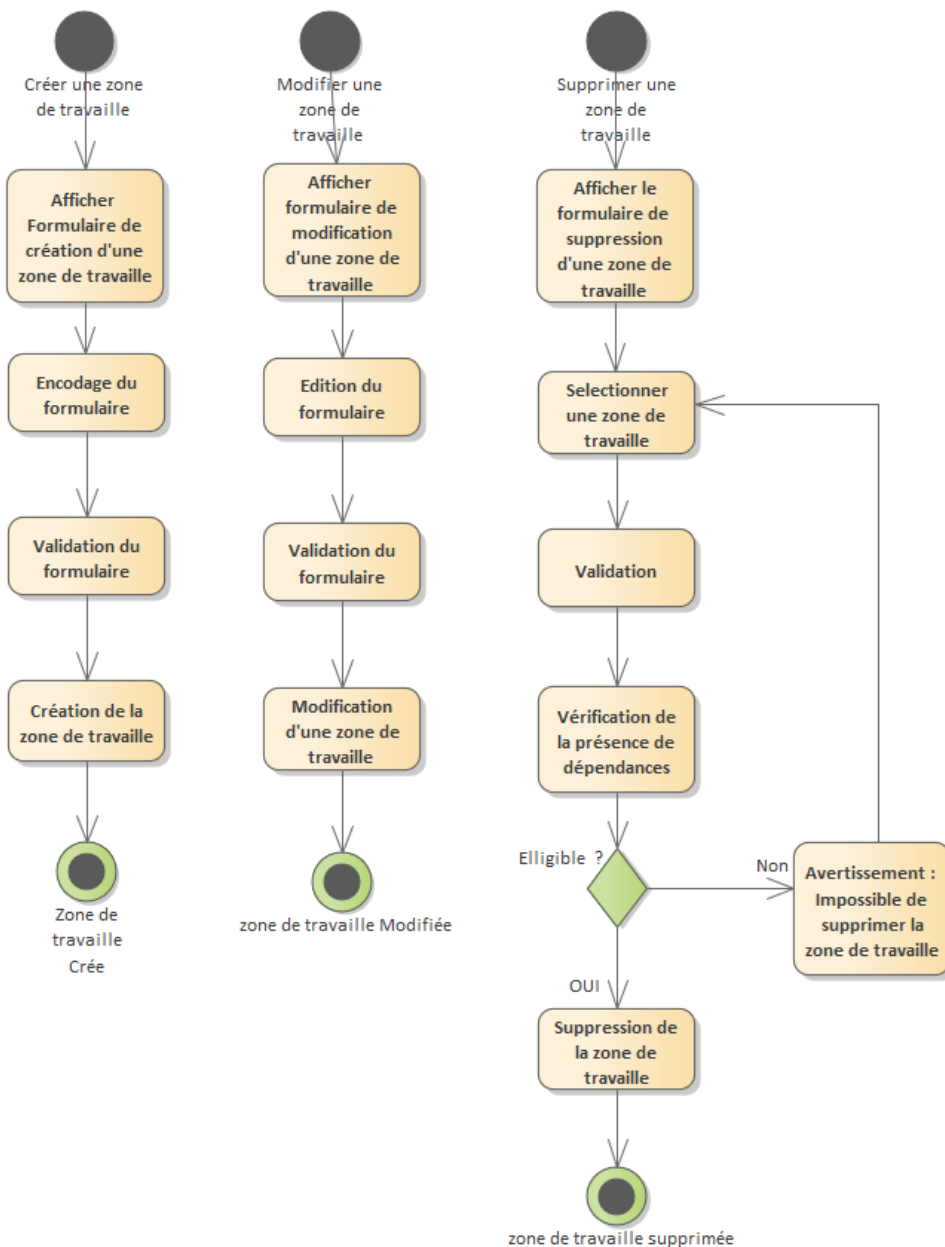 Créer une zone
de travaille
Afficher
Formulaire de
création d'une
zone de travaille
Encodage du
formulaire
Validation du
formulaire
Création de la
zone de travaille
Zone de
travaille
Crée
Modifier une
zone de
travaille
Afficher
formulaire de
modification
d'une zone de
travaille
Edition du
formulaire
Validation du
formulaire
Modification
d'une zone de
travaille
zone de travaille Modifiée
Supprimer une
zone de
travaille
Afficher le
formulaire de
suppression
d'une zone de
travaille
Selectionner
une zone de
travaille
Validation
Vérification de
la présence de
dépendances
Elligible ?
Non
Avertissement :
Impossible de
supprimer la
zone de travaille
OUI
Suppression de
la zone de
travaille
zone de travaille supprimée